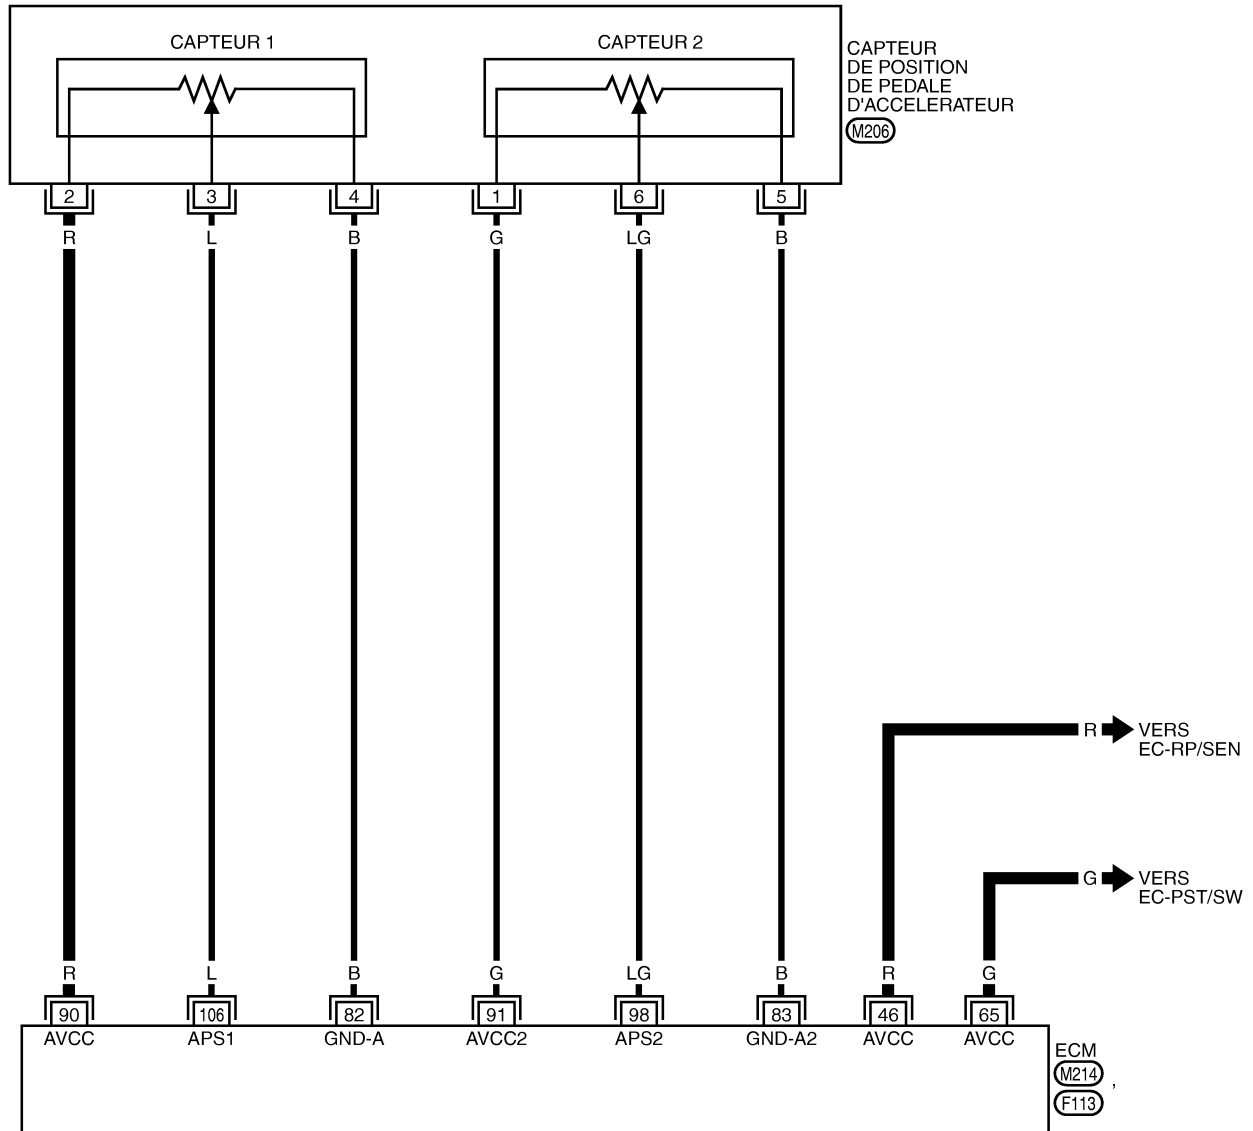 CAPTEUR 1
CAPTEUR 2
CAPTEUR
DE POSITION
DE PEDALE
D'ACCELERATEUR
M206
2 3 4 1 6 5
R L B G LG B
R VERS
EC-RP/SEN
G VERS
EC-PST/SW
R L B G LG B R G
90 106 82 91 98 83 46 65
AVCC APS1 GND-A AVCC2 APS2 GND-A2 AVCC AVCC
ECM
M214 ,
F113